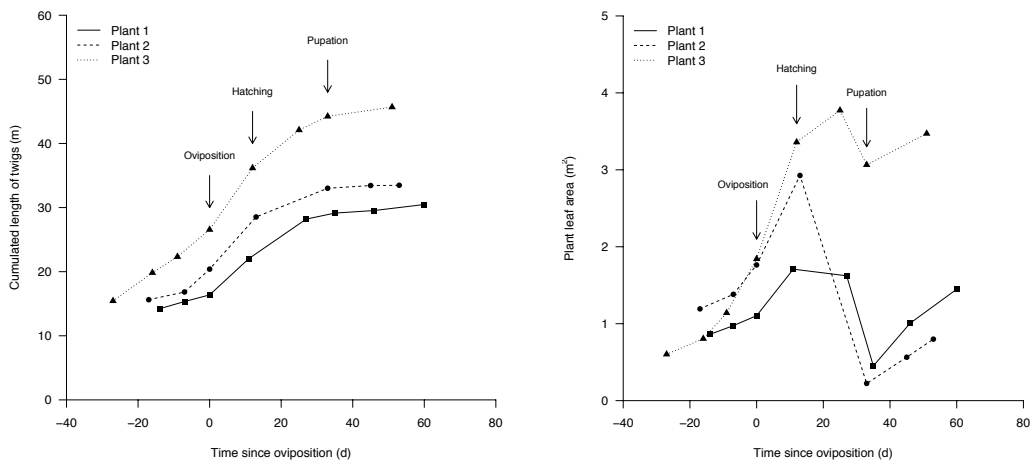 Plant 1
Plant 2
Plant 3
Oviposition
Hatching
Pupation
Cumulated length of twigs (m)
60
50
40
30
20
10
0
−40
−20
0
20
40
60
80
Time since oviposition (d)
Plant 1
Plant 2
Plant 3
Hatching
Pupation
Oviposition
Plant leaf area (m²)
5
4
3
2
1
0
−40
−20
0
20
40
60
80
Time since oviposition (d)